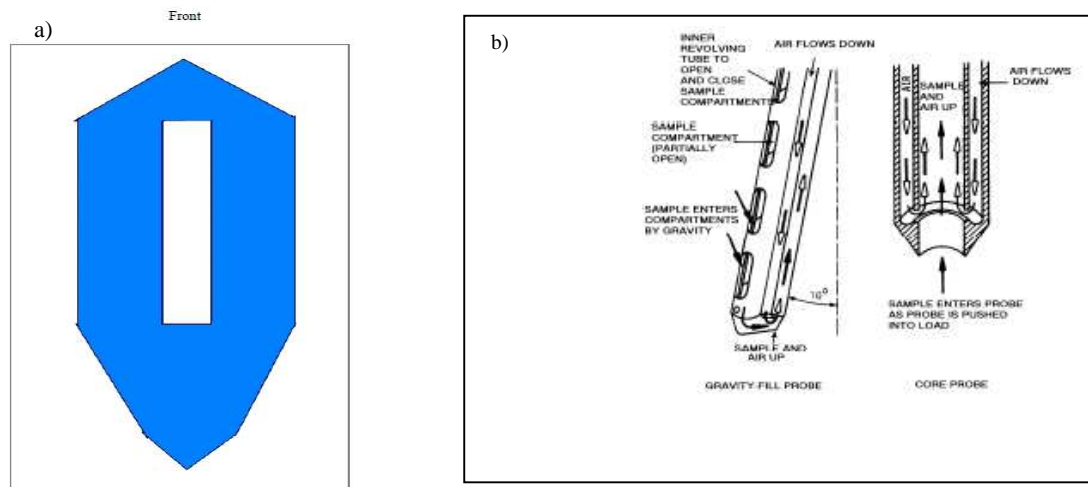 Front
a)
b)
INNER
REVOLVING
TUBE TO
OPEN
AND CLOSE
SAMPLE
COMPARTMENTS
AIR FLOWS DOWN
SAMPLE
COMPARTMENT
(PARTIALLY
OPEN)
SAMPLE ENTERS
COMPARTMENTS
BY GRAVITY
10°
SAMPLE AND
AIR UP
GRAVITY-FILL PROBE
AIR
SAMPLE
AND
AIR UP
AIR FLOWS
DOWN
SAMPLE ENTERS PROBE
AS PROBE IS PUSHED
INTO LOAD
CORE PROBE